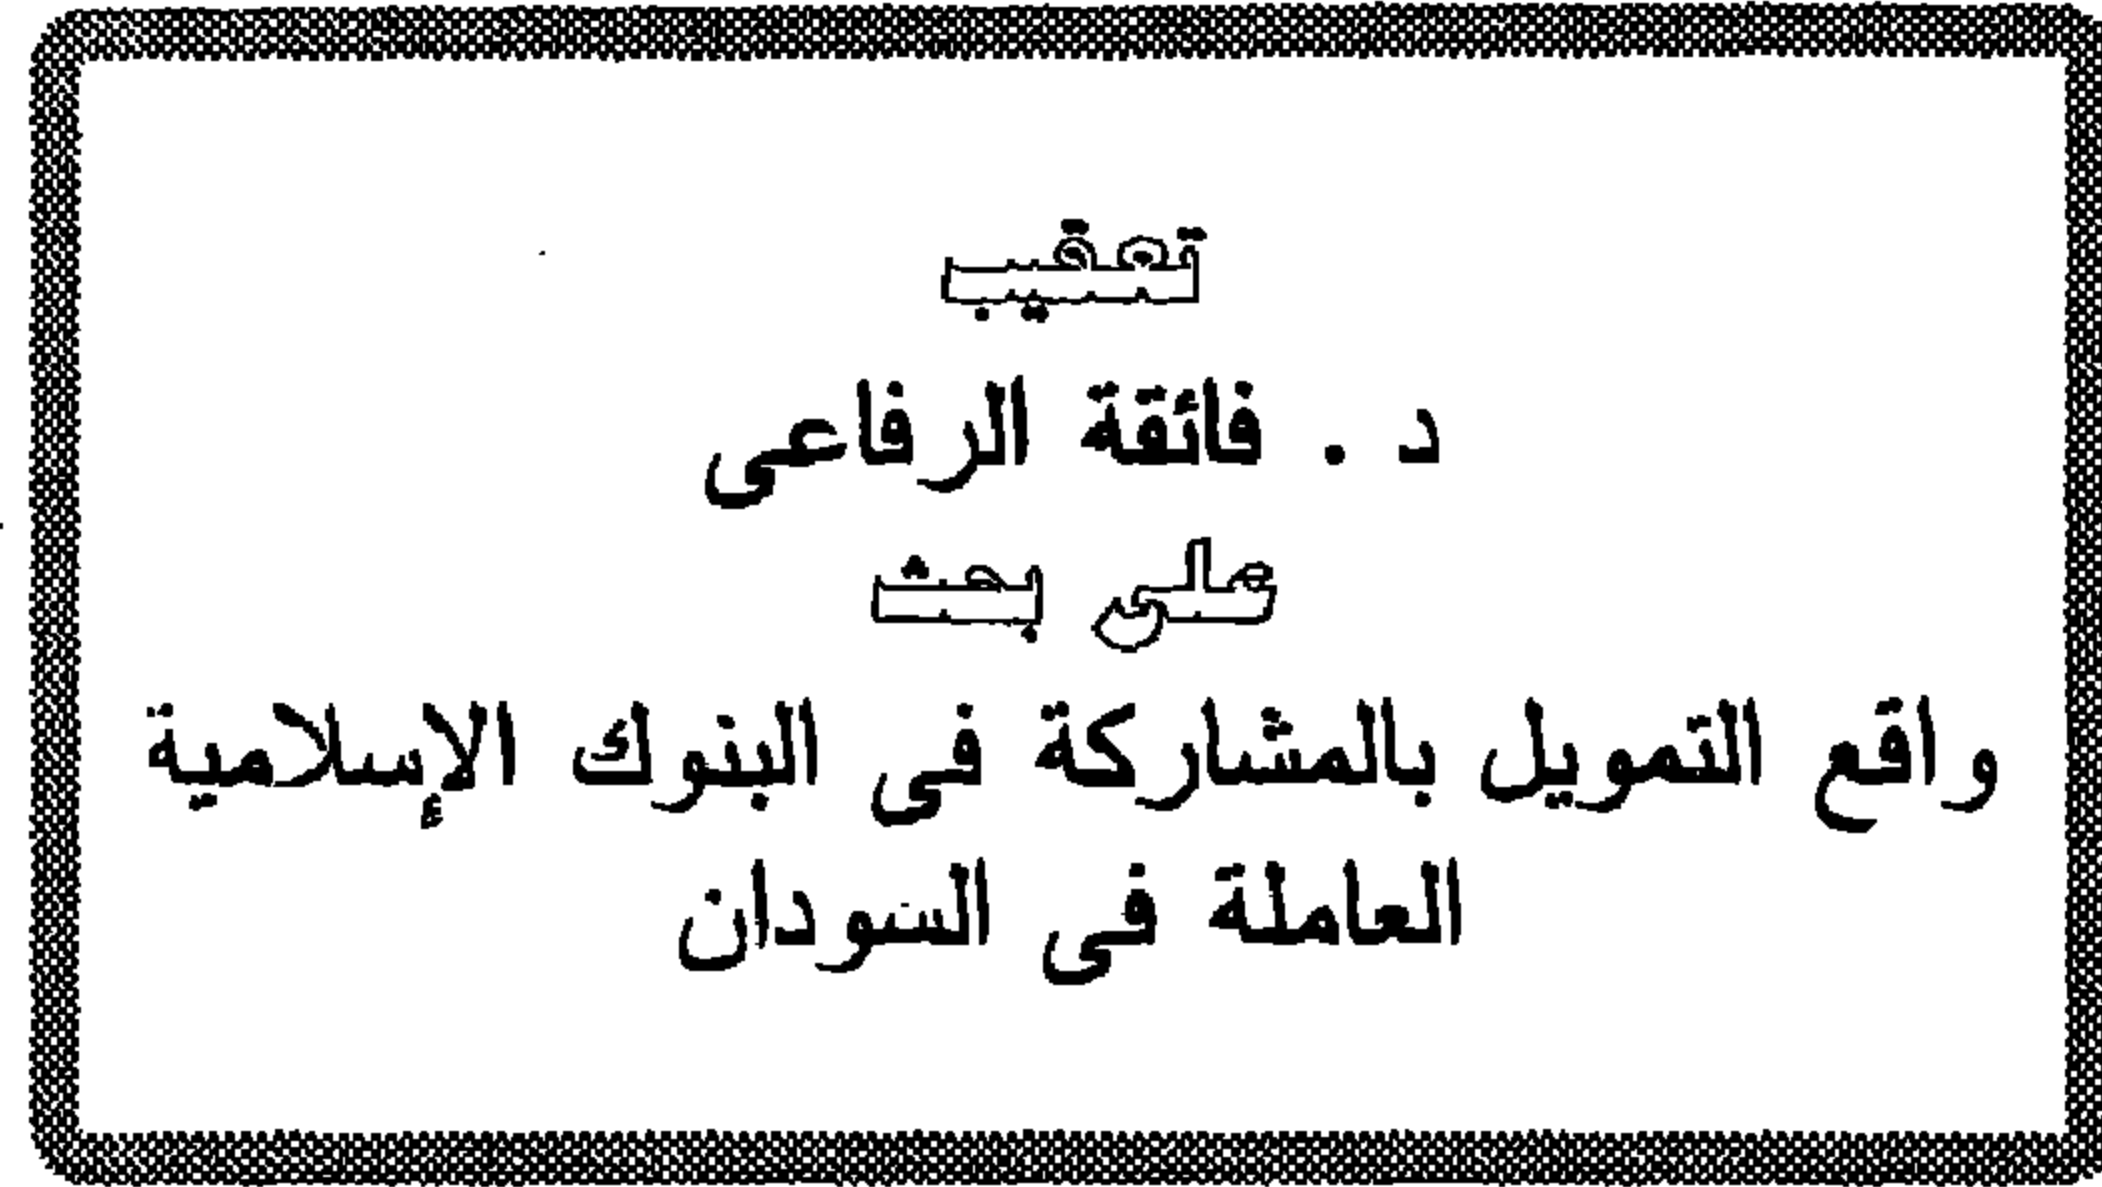 تعقيب
د . فائقة الرفاعى
على بحث
واقع التمويل بالمشاركة فى البنوك الإسلامية
العاملة فى السودان